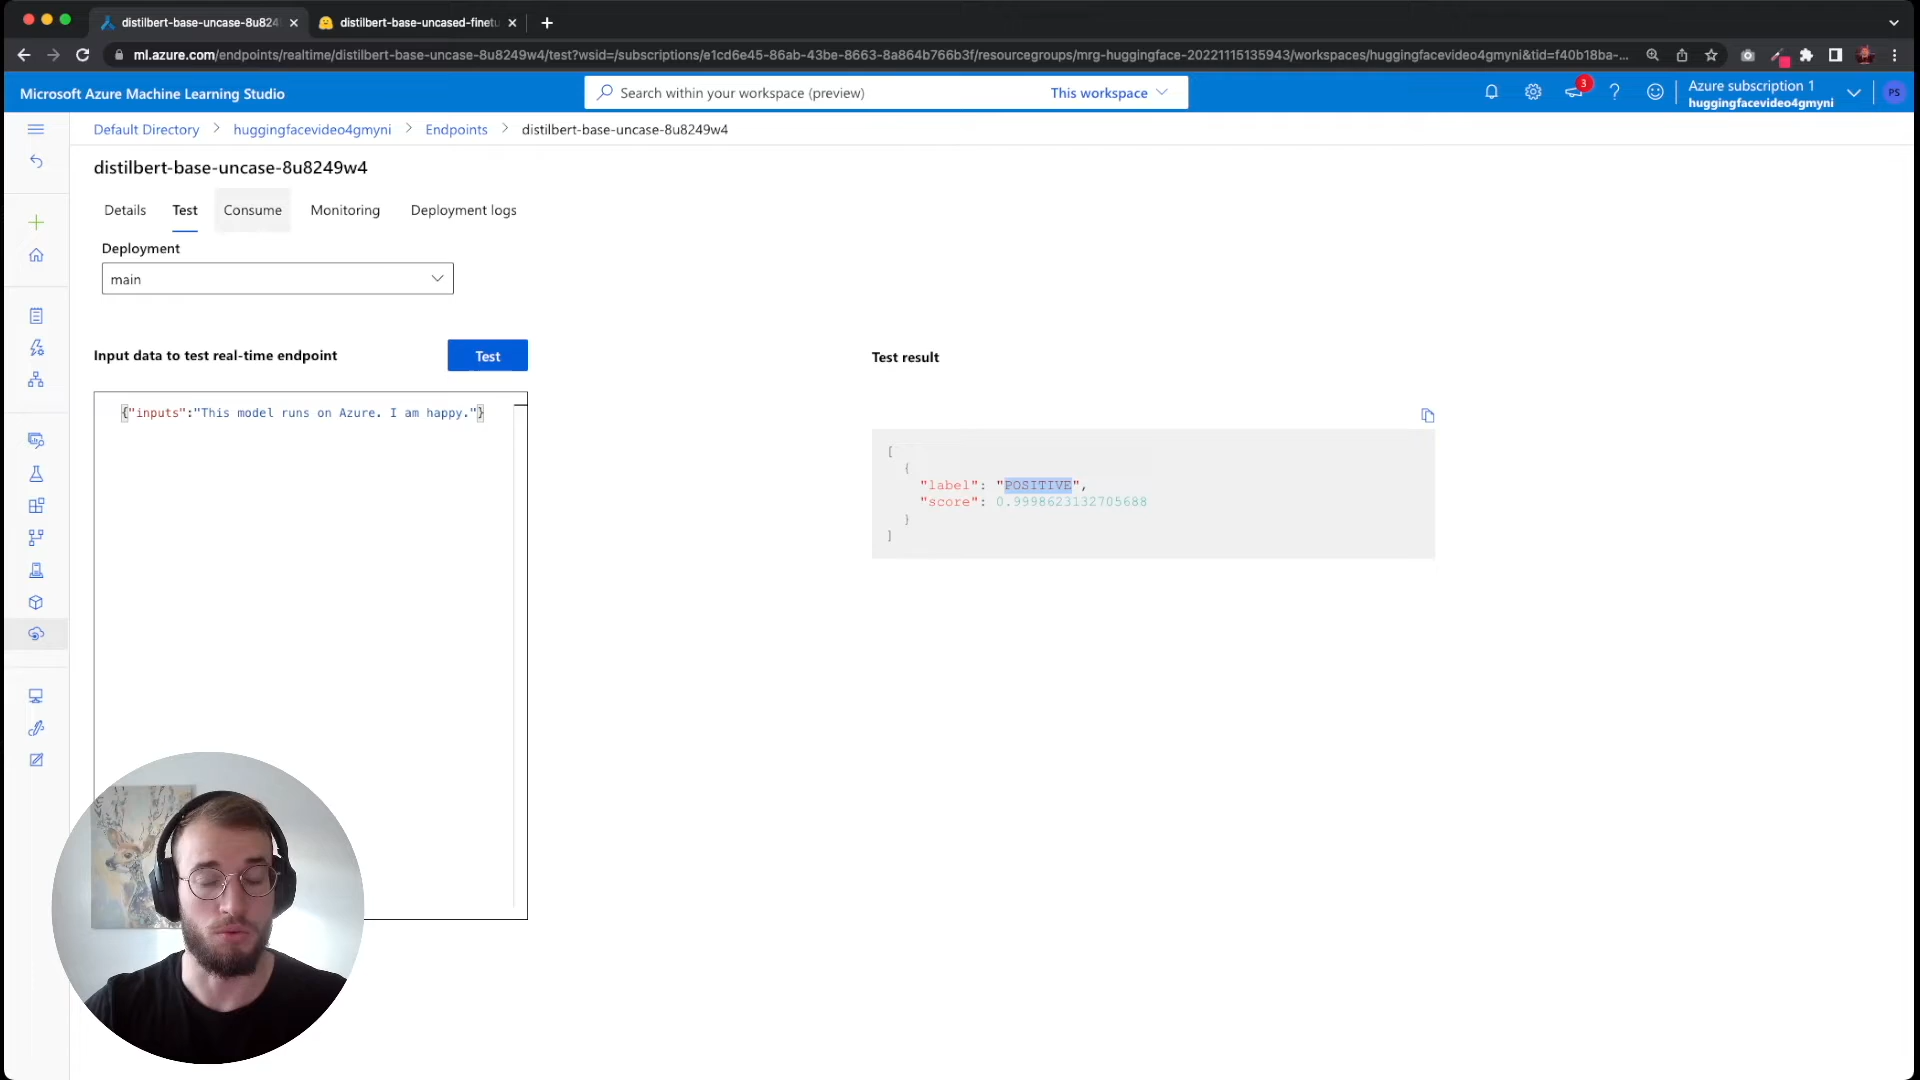 distilbert-base-uncase-8u824
distilbert-base-uncased-finetu
ml.azure.com/endpoints/realtime/distilbert-base-uncase-8u8249w4/test?wsid=/subscriptions/e1cd6e45-86ab-43be-8663-8a864b766b3f/resourcegroups/mrg-huggingface-20221115135943/workspaces/huggingfacevideo4gmyni&tid=f40b18ba-...
Microsoft Azure Machine Learning Studio
Search within your workspace (preview)
This workspace
3
Azure subscription 1
huggingfacevideo4gmyni
PS
Default Directory > huggingfacevideo4gmyni > Endpoints > distilbert-base-uncase-8u8249w4
distilbert-base-uncase-8u8249w4
Details Test Consume Monitoring Deployment logs
Deployment
main
Input data to test real-time endpoint
Test
{"inputs":"This model runs on Azure. I am happy."}
Test result
[
{
"label": "POSITIVE",
"score": 0.9998623132705688
}
]